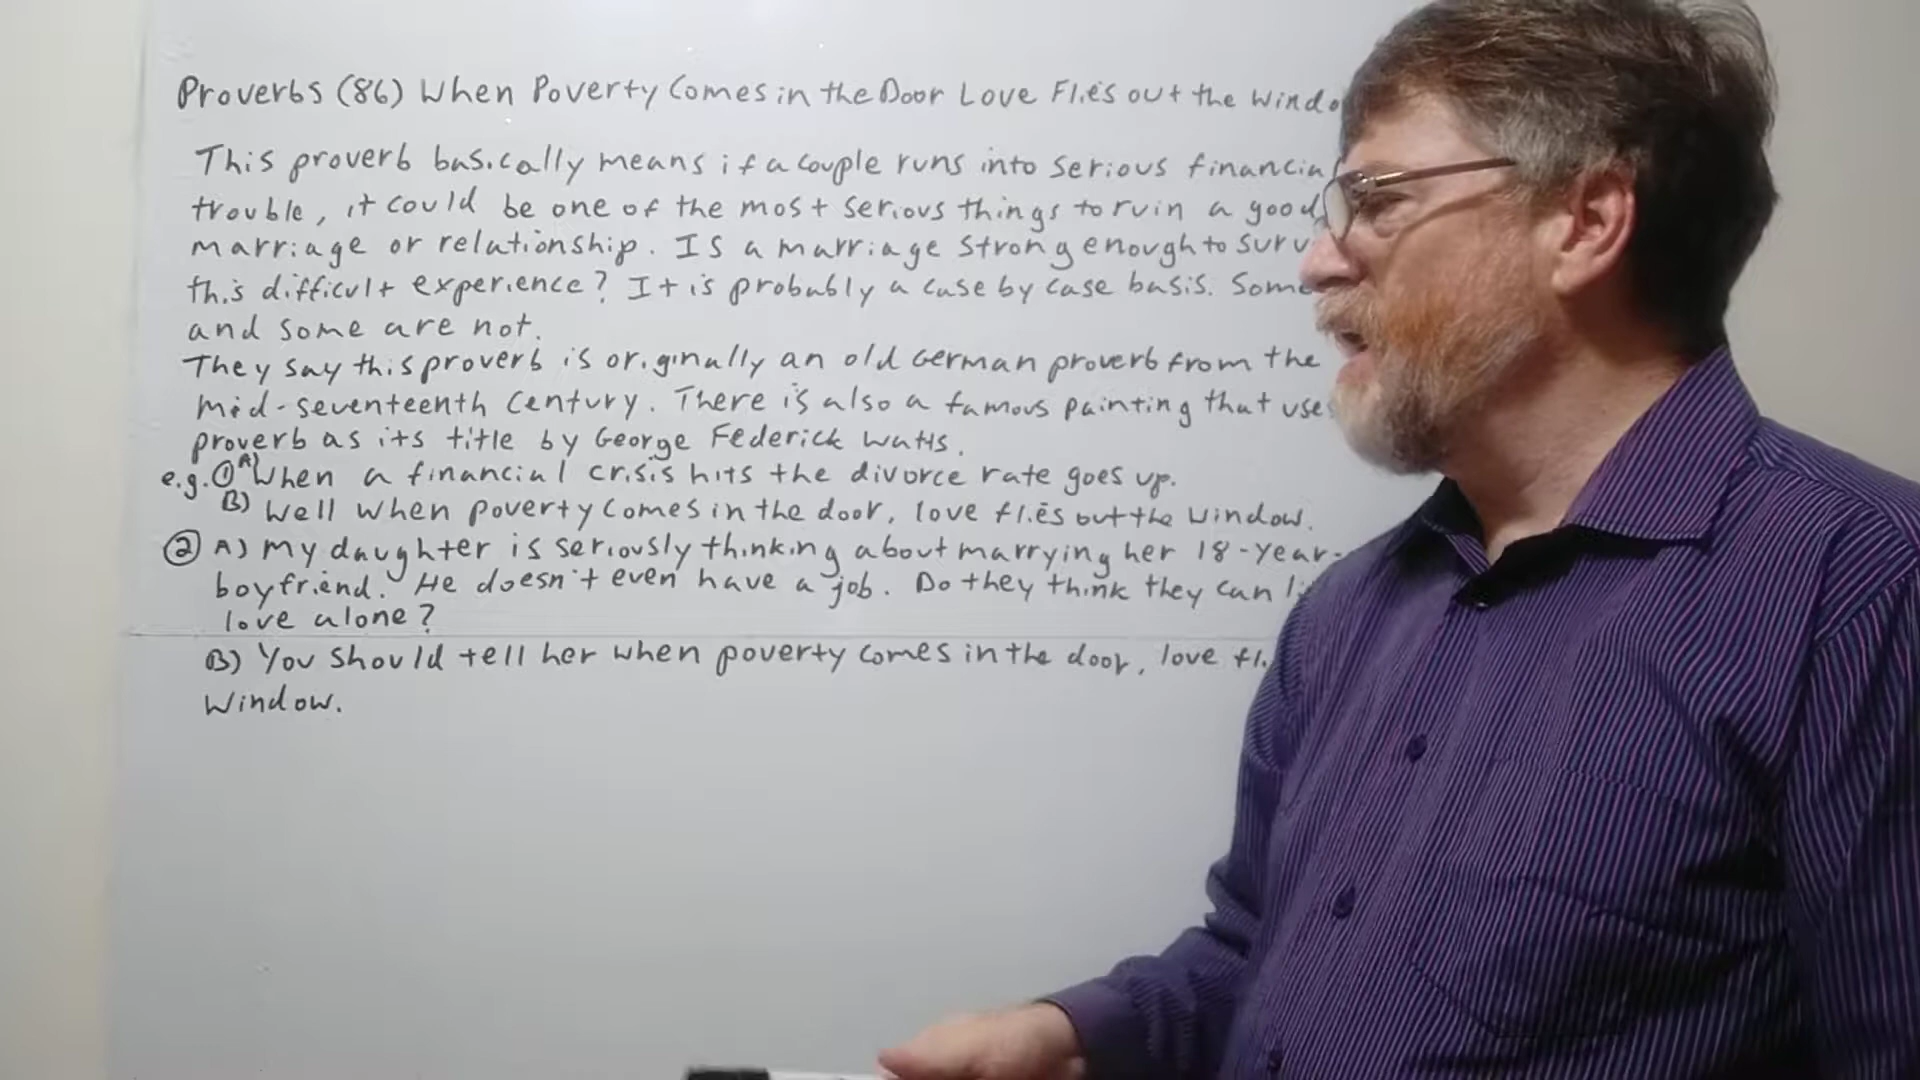 Proverbs (86) When Poverty Comes in the Door Love Flies out the Windo
This proverb basically means if a couple runs into serious financial
trouble, it could be one of the most serious things to ruin a good
marriage or relationship. Is a marriage strong enough to surv
this difficult experience? It is probably a case by case basis. Some
and some are not.
They say this proverb is originally an old German proverb from the
mid-seventeenth century. There is also a famous painting that uses
proverb as its title by George Federick Watts.
e.g. ① A) When a financial crisis hits the divorce rate goes up.
B) Well when poverty comes in the door, love flies out the window.
② A) My daughter is seriously thinking about marrying her 18-year-
boyfriend. He doesn't even have a job. Do they think they can li
love alone?
B) You should tell her when poverty comes in the door, love fli
window.